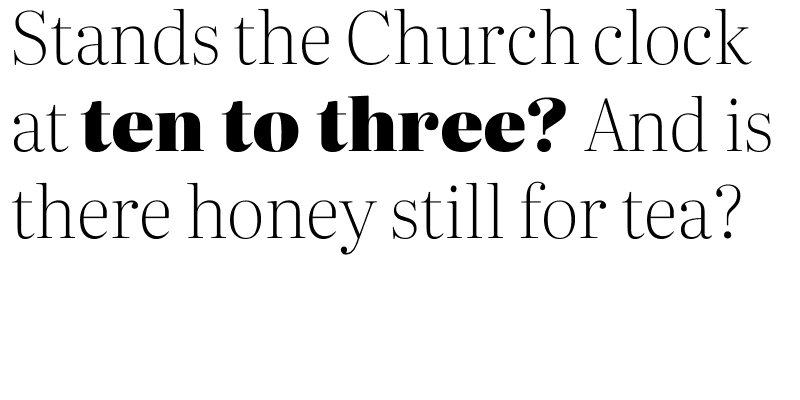 Stands the Church clock
at ten to three? And is
there honey still for tea?